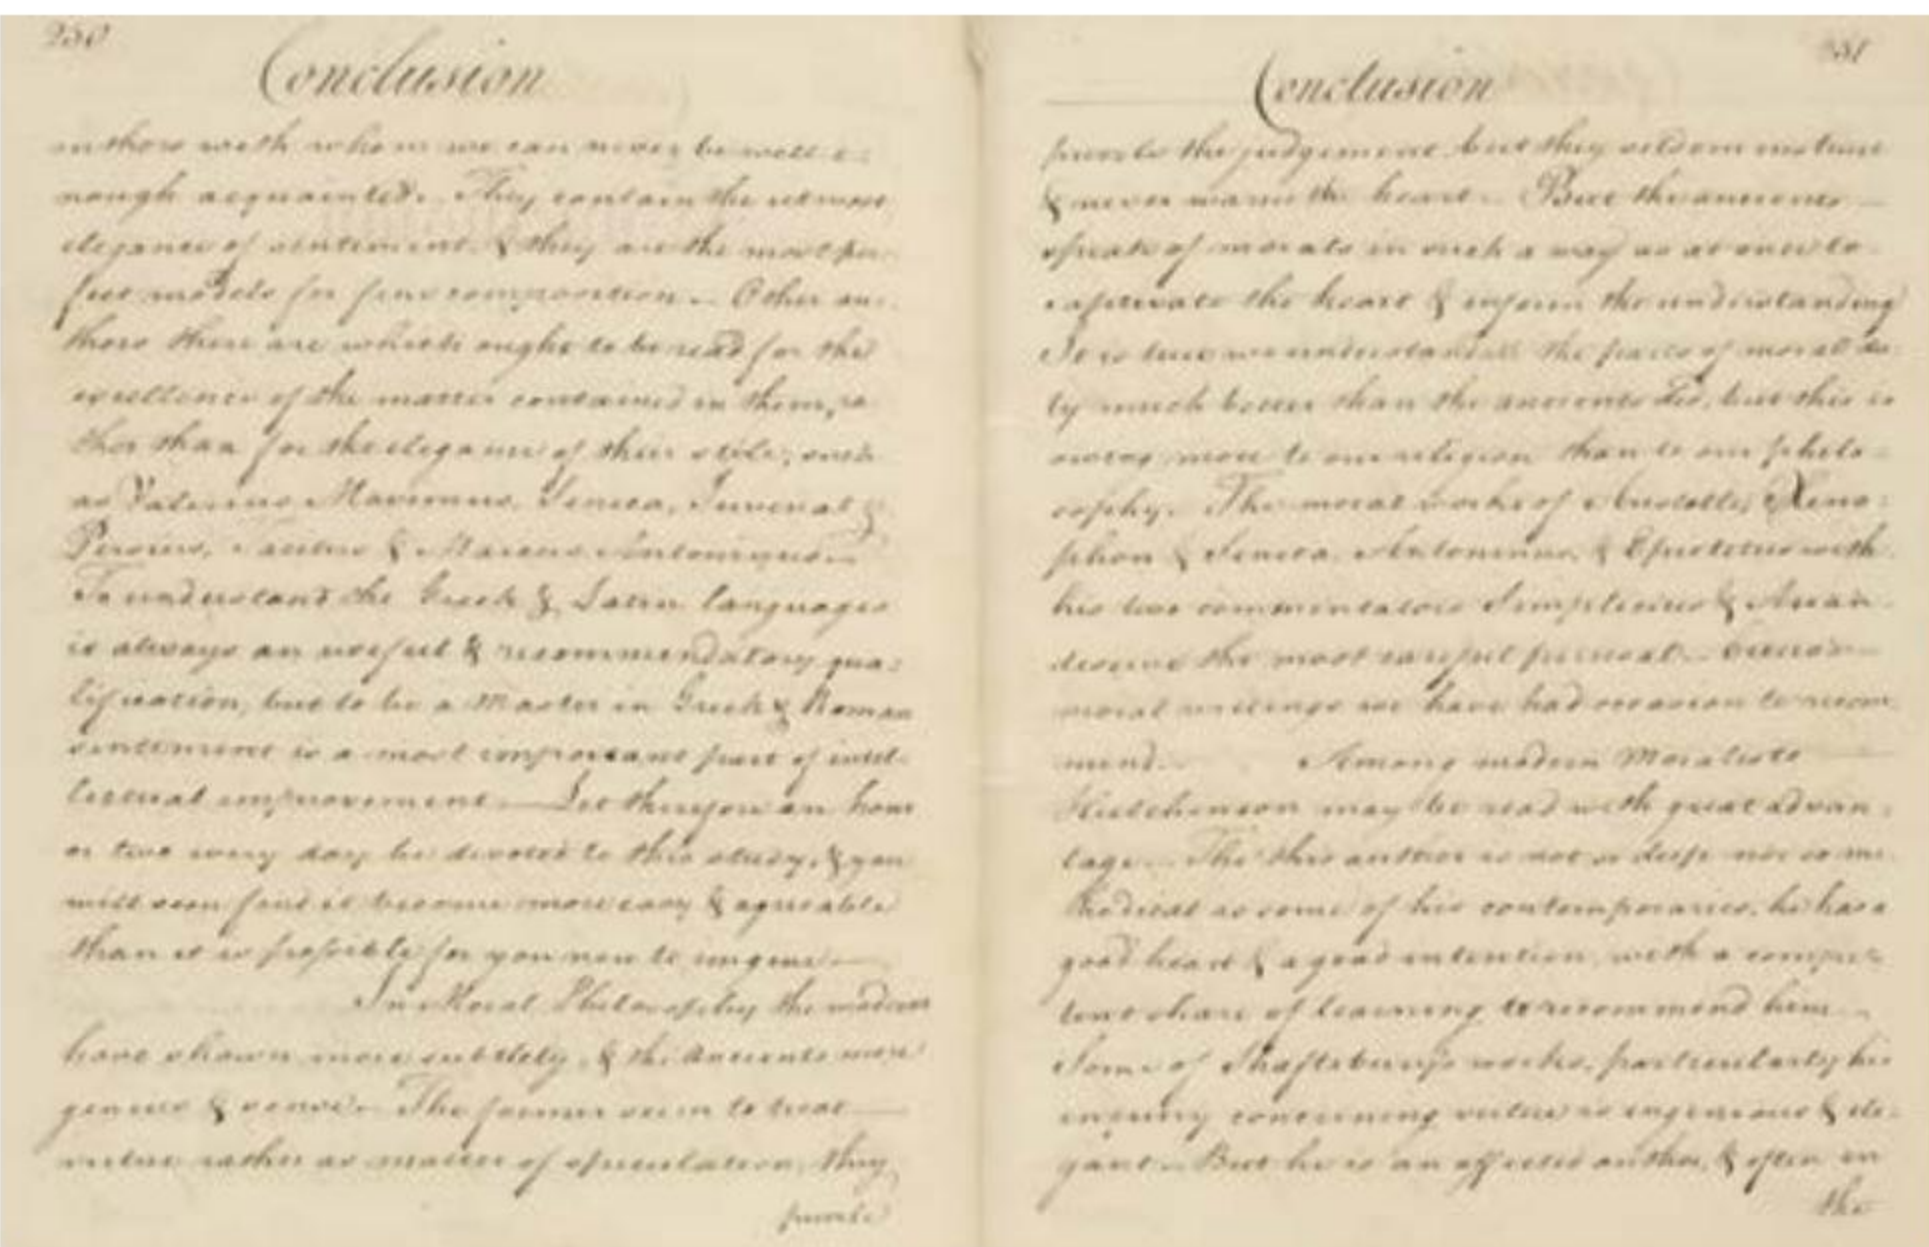 250
Conclusion
authors with whom we can never be well e=
nough acquainted. They contain the utmost
elegance of sentiment, & they are the most per=
fect models for fine composition. Other au=
thors there are which ought to be read for the
excellence of the matter contained in them, ra
ther than for the elegance of their stile; such
as Valerius Maximus, Seneca, Juvenal &
Persius, Tacitus & Marcus Antoninus.
To understand the Greek & Latin languages
is always an useful & recommendatory qua=
lification, but to be a Master in Greek & Roman
sentiment is a most important part of intel-
lectual improvement. Let therefore an hour
or two every day be devoted to this study, & you
will soon find it become more easy & agreeable
than it is possible for you now to imagine
In Moral Philosophy the moderns
have shown more subtlety, & the Ancients more
genius & sense. The former seem to treat
virtue rather as matter of speculation, they
puzzle
251
Conclusion
puzzle the judgement, but they seldom instruct
& never warm the heart. But the ancients
speak of morals in such a way as at once to
captivate the heart & inform the understanding
It is true we understand the parts of moral du=
ty much better than the ancients did, but this is
owing more to our religion than to our philo=
sophy. The moral works of Aristotle, Xeno=
phon & Seneca, Antoninus, & Epictetus with
his two commentators Simplicius & Arian
deserve the most careful perusal. Cicero's
moral writings we have had occasion to recom
mend. Among modern Moralists
Hutchinson may be read with great advan=
tage. Tho' this author is not so deep nor so me
thodical as some of his contemporaries, he has a
good heart & a good intention, with a compe=
tent share of learning to recommend him
Some of Shaftsbury's works, particularly his
enquiry concerning virtue is ingenious & ele=
gant. But he is an affected author, & often in
the